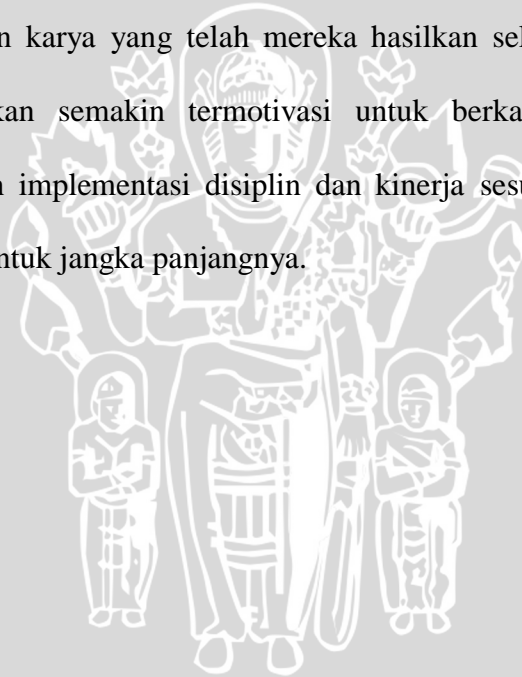 n karya yang telah mereka hasilkan sel
kan semakin termotivasi untuk berka
n implementasi disiplin dan kinerja sesu
ntuk jangka panjangnya.